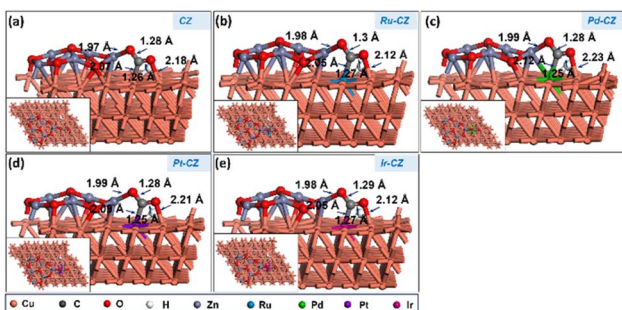 (a)
CZ
1.97 Å
1.28 Å
2.07 Å
1.26 Å
2.18 Å
(b)
Ru-CZ
1.98 Å
1.3 Å
2.05 Å
1.27 Å
2.12 Å
(c)
Pd-CZ
1.99 Å
1.28 Å
2.12 Å
1.25 Å
2.23 Å
(d)
Pt-CZ
1.99 Å
1.28 Å
2.09 Å
1.25 Å
2.21 Å
(e)
Ir-CZ
1.98 Å
1.29 Å
2.05 Å
1.27 Å
2.12 Å
Cu C O H Zn Ru Pd Pt Ir